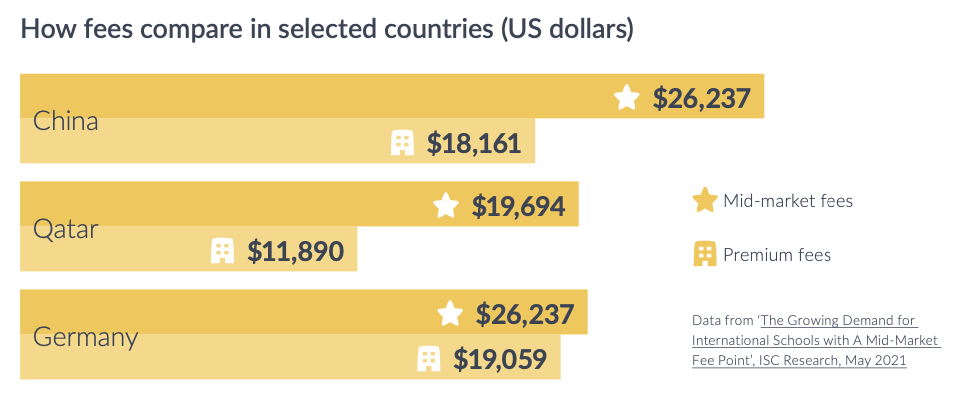 How fees compare in selected countries (US dollars)
$26,237
China
$18,161
$19,694
Qatar
$11,890
$26,237
Germany
$19,059
Mid-market fees
Premium fees
Data from ‘The Growing Demand for
International Schools with A Mid-Market
Fee Point’, ISC Research, May 2021